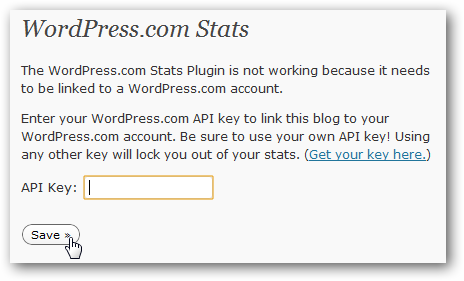 WordPress.com Stats
The WordPress.com Stats Plugin is not working because it needs
to be linked to a WordPress.com account.
Enter your WordPress.com API key to link this blog to your
WordPress.com account. Be sure to use your own API key! Using
any other key will lock you out of your stats. (Get your key here.)
API Key:
Save »